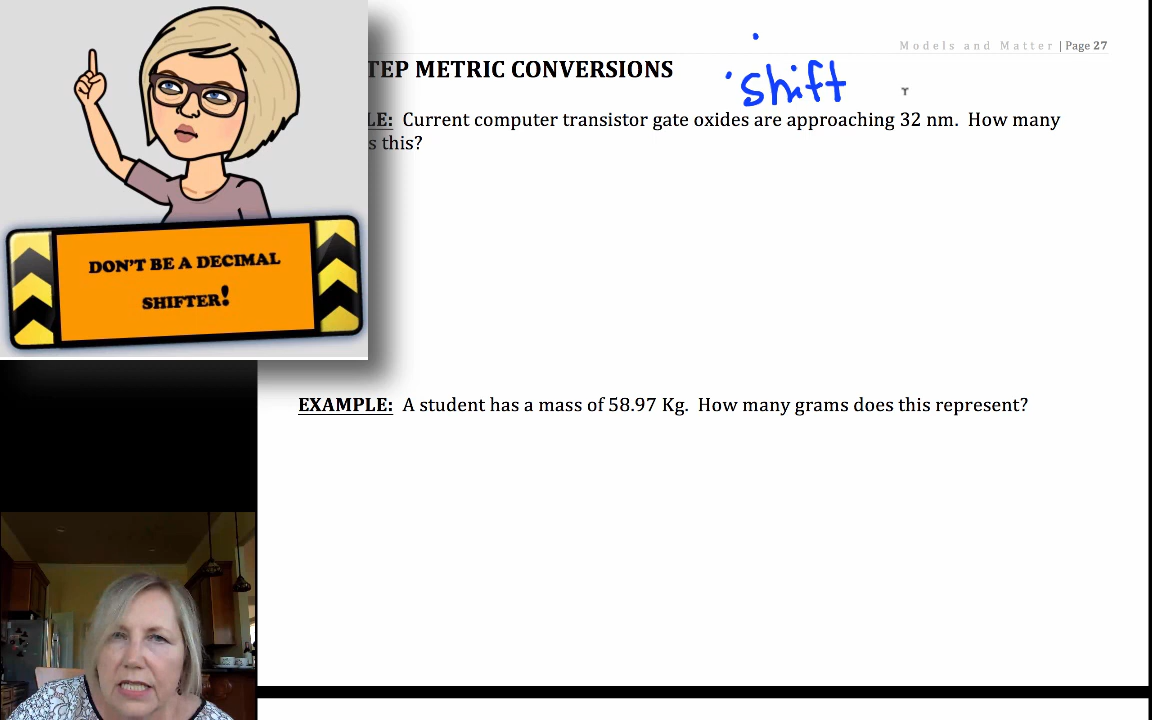 Models and Matter | Page 27
TEP METRIC CONVERSIONS
shift
LE: Current computer transistor gate oxides are approaching 32 nm. How many
s this?
DON'T BE A DECIMAL
SHIFTER!
EXAMPLE: A student has a mass of 58.97 Kg. How many grams does this represent?